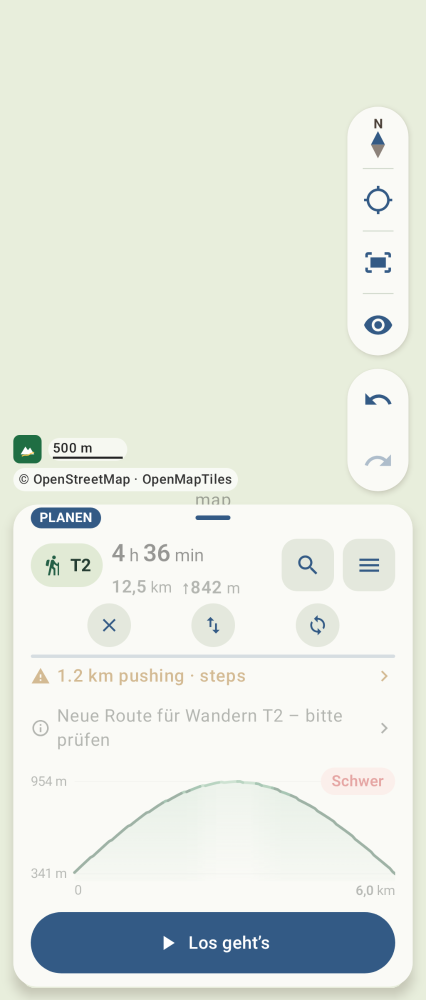 N
500 m
© OpenStreetMap · OpenMapTiles
map
PLANEN
T2
4 h 36 min
12,5 km ↑842 m
1.2 km pushing · steps
Neue Route für Wandern T2 – bitte
prüfen
954 m
Schwer
341 m
0
6,0 km
Los geht's